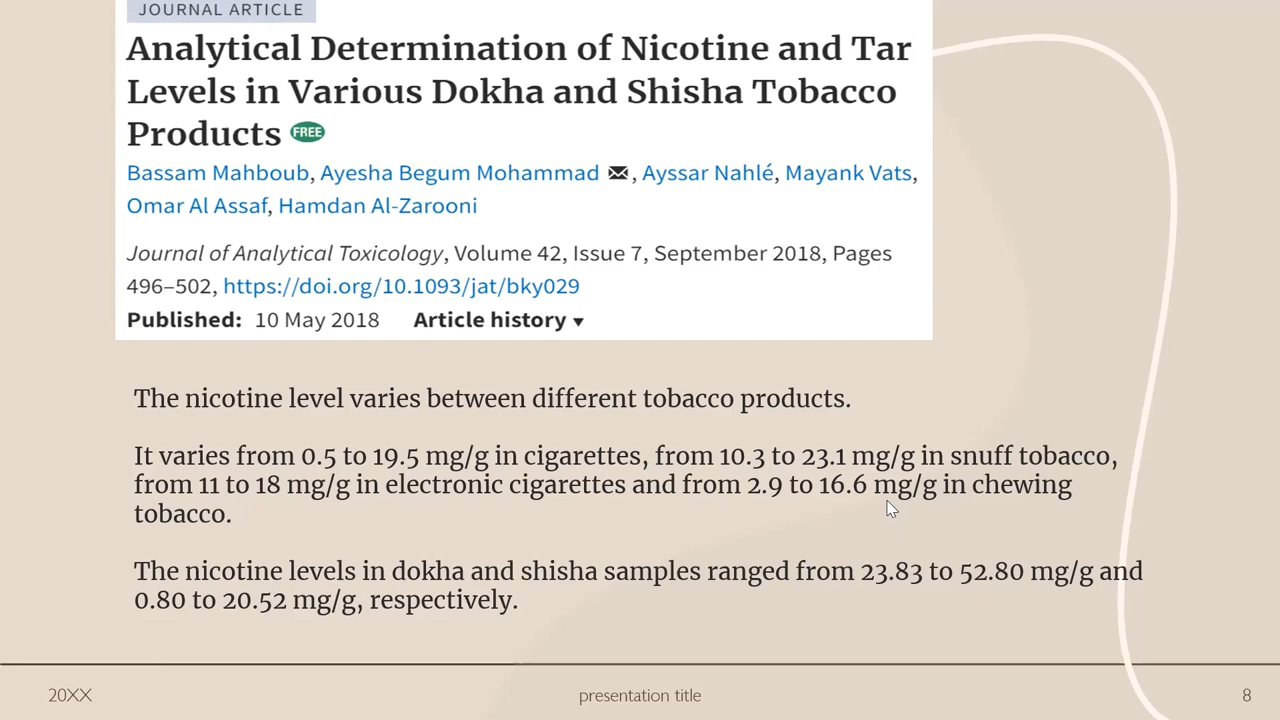 JOURNAL ARTICLE
Analytical Determination of Nicotine and Tar
Levels in Various Dokha and Shisha Tobacco
Products FREE
Bassam Mahboub, Ayesha Begum Mohammad , Ayssar Nahlé, Mayank Vats,
Omar Al Assaf, Hamdan Al-Zarooni
Journal of Analytical Toxicology, Volume 42, Issue 7, September 2018, Pages
496–502, https://doi.org/10.1093/jat/bky029
Published: 10 May 2018 Article history
The nicotine level varies between different tobacco products.
It varies from 0.5 to 19.5 mg/g in cigarettes, from 10.3 to 23.1 mg/g in snuff tobacco,
from 11 to 18 mg/g in electronic cigarettes and from 2.9 to 16.6 mg/g in chewing
tobacco.
The nicotine levels in dokha and shisha samples ranged from 23.83 to 52.80 mg/g and
0.80 to 20.52 mg/g, respectively.
20XX presentation title 8